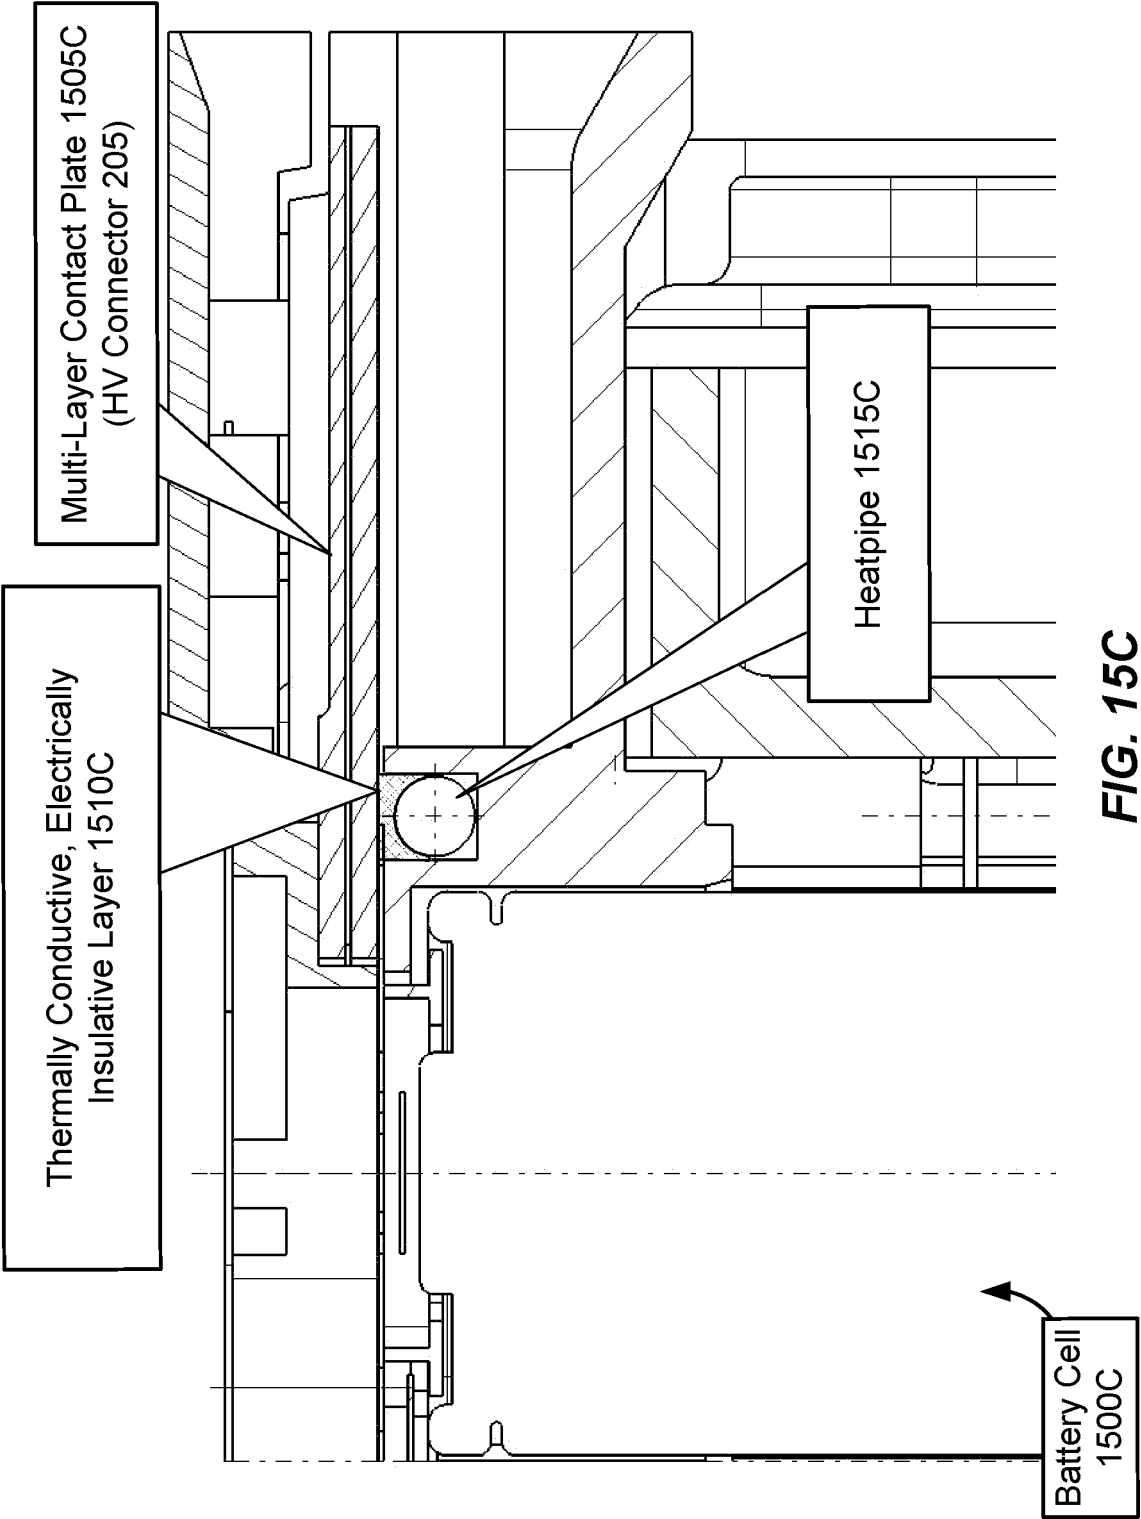 Multi-Layer Contact Plate 1505C
(HV Connector 205)
Thermally Conductive, Electrically
Insulative Layer 1510C
Heatpipe 1515C
Battery Cell
1500C
FIG. 15C